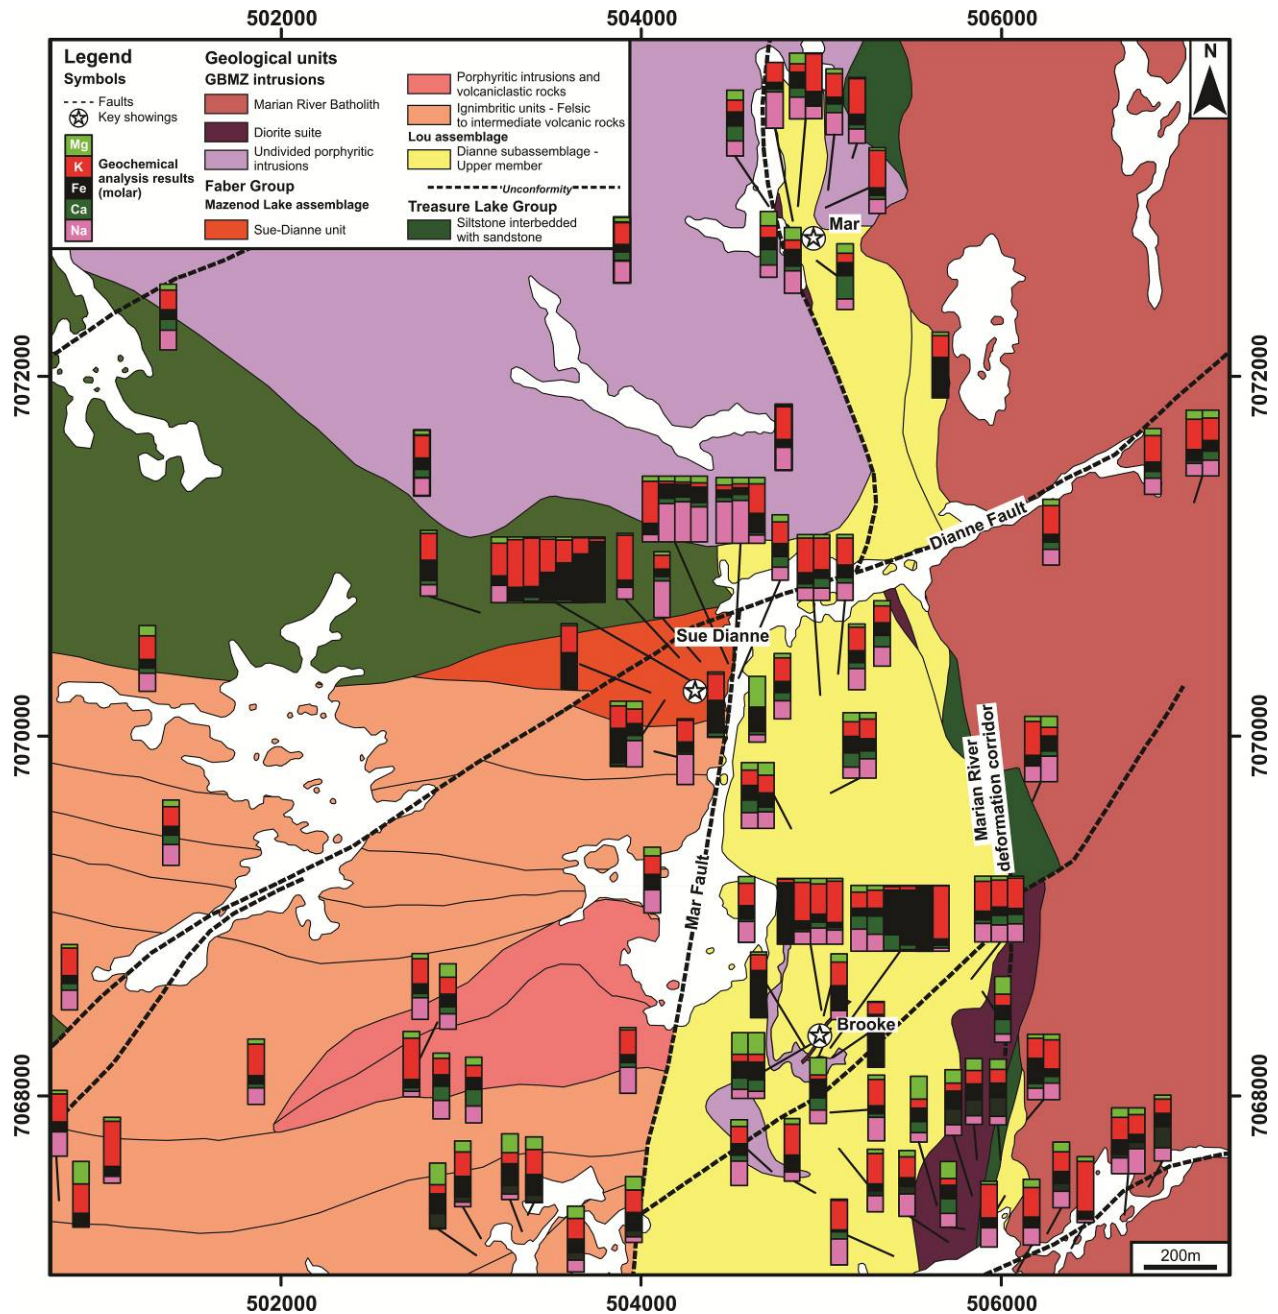 502000
504000
506000
Legend
Symbols
Faults
Key showings
Mg
K
Fe
Ca
Na
Geochemical
analysis results
(molar)
Geological units
GBMZ intrusions
Marian River Batholith
Diorite suite
Undivided porphyritic
intrusions
Faber Group
Mazenod Lake assemblage
Sue-Dianne unit
Porphyritic intrusions and
volcaniclastic rocks
Ignimbritic units - Felsic
to intermediate volcanic rocks
Lou assemblage
Dianne subassemblage -
Upper member
Unconformity
Treasure Lake Group
Siltstone interbedded
with sandstone
N
Mar
7072000
7072000
Dianne Fault
Sue Dianne
7070000
7070000
Marian River
deformation corridor
Mar Fault
Brooke
7068000
7068000
200m
502000
504000
506000